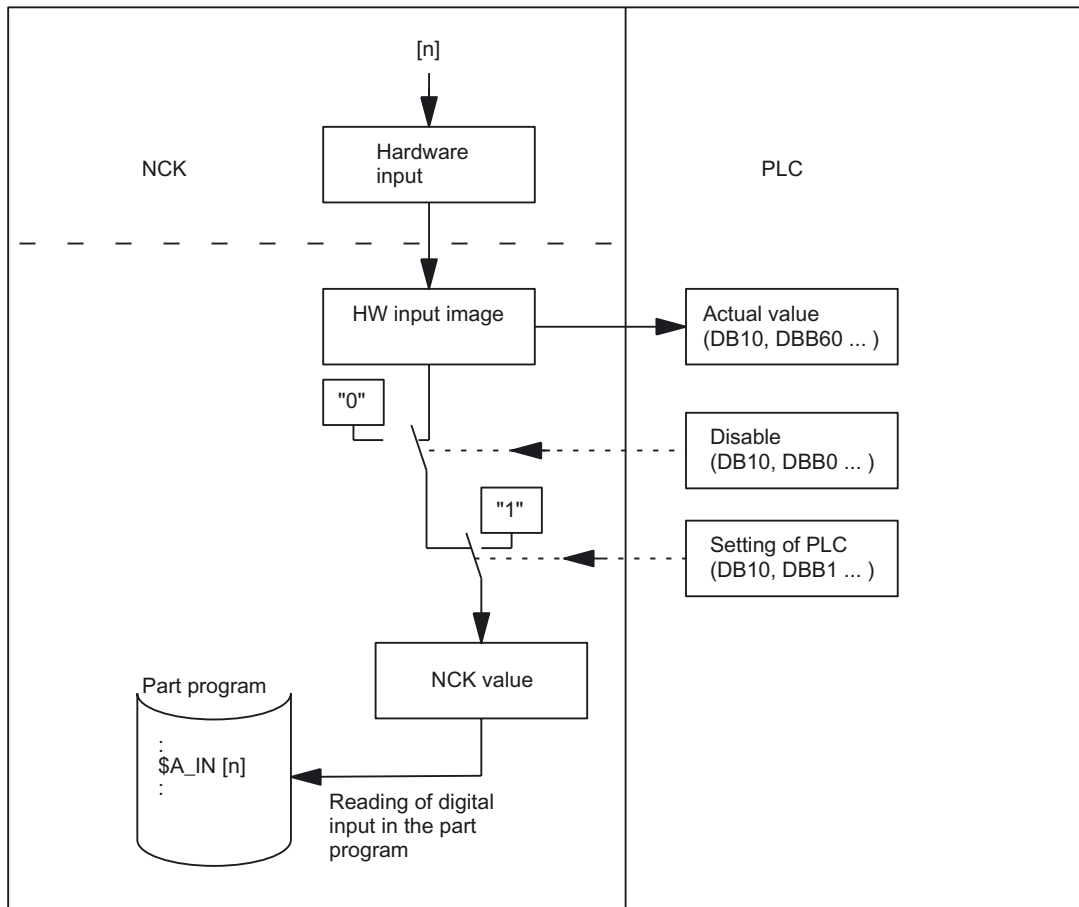 [n]
Hardware
input
NCK
PLC
HW input image
Actual value
(DB10, DBB60 ... )
"0"
Disable
(DB10, DBB0 ... )
"1"
Setting of PLC
(DB10, DBB1 ... )
NCK value
Part program
:
$A_IN [n]
:
Reading of digital
input in the part
program